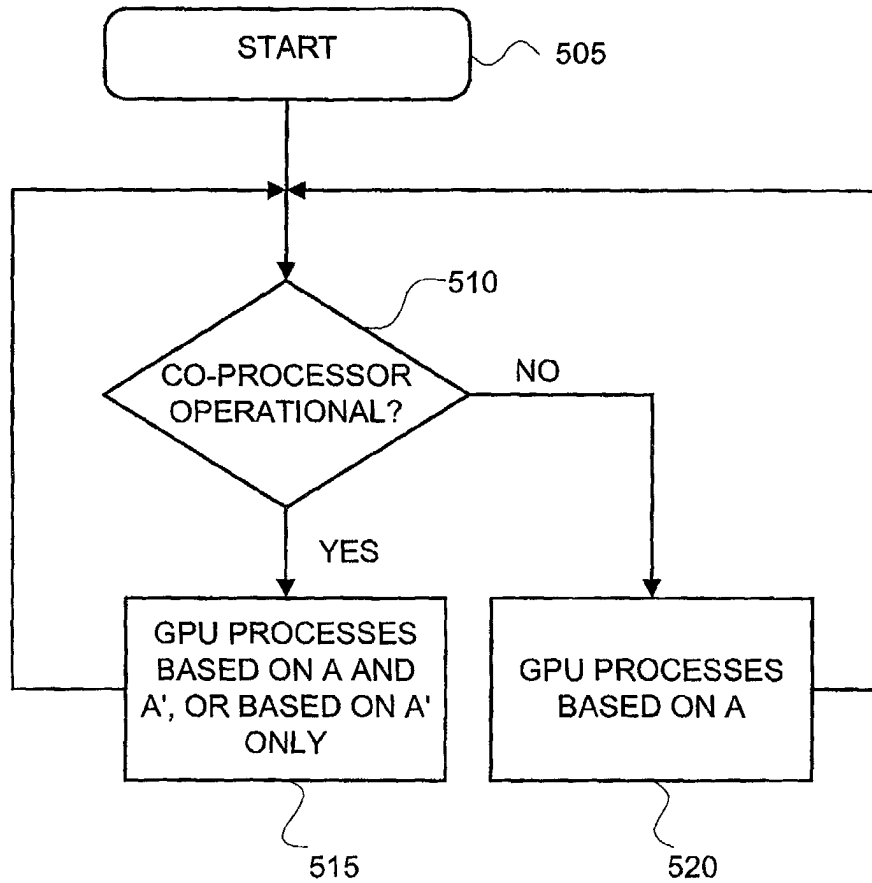 START
505
510
CO-PROCESSOR
OPERATIONAL?
NO
YES
GPU PROCESSES
BASED ON A AND
A', OR BASED ON A'
ONLY
GPU PROCESSES
BASED ON A
515
520